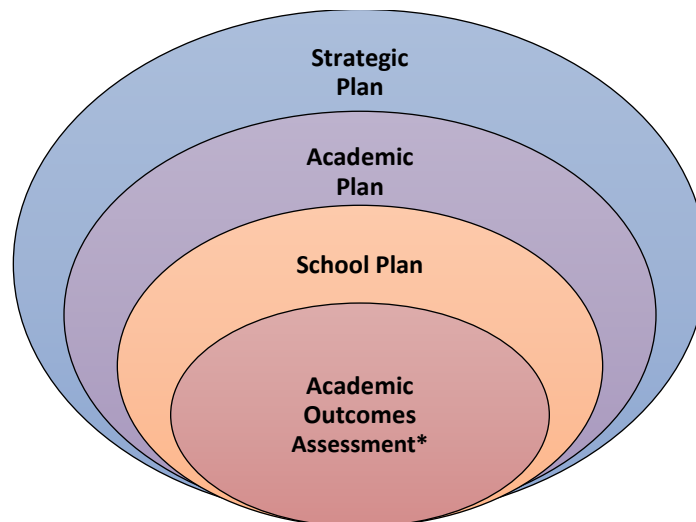 Strategic
Plan
Academic
Plan
School Plan
Academic
Outcomes
Assessment*